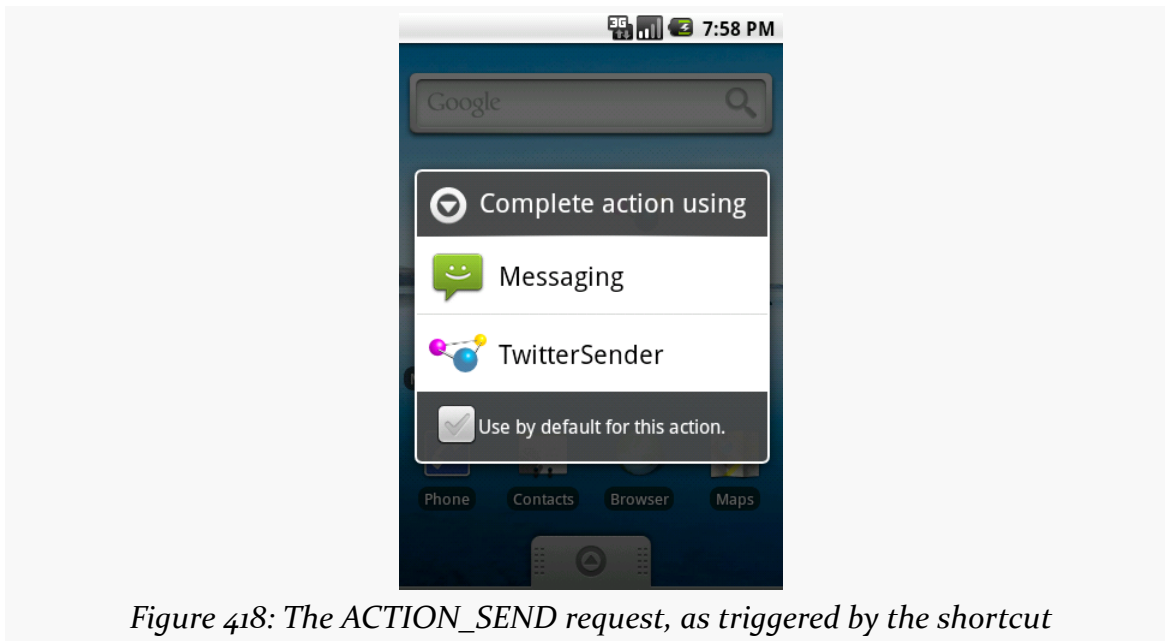 3G 7:58 PM
Google
Complete action using
Messaging
TwitterSender
Use by default for this action.
Phone Contacts Browser Maps
Figure 418: The ACTION_SEND request, as triggered by the shortcut